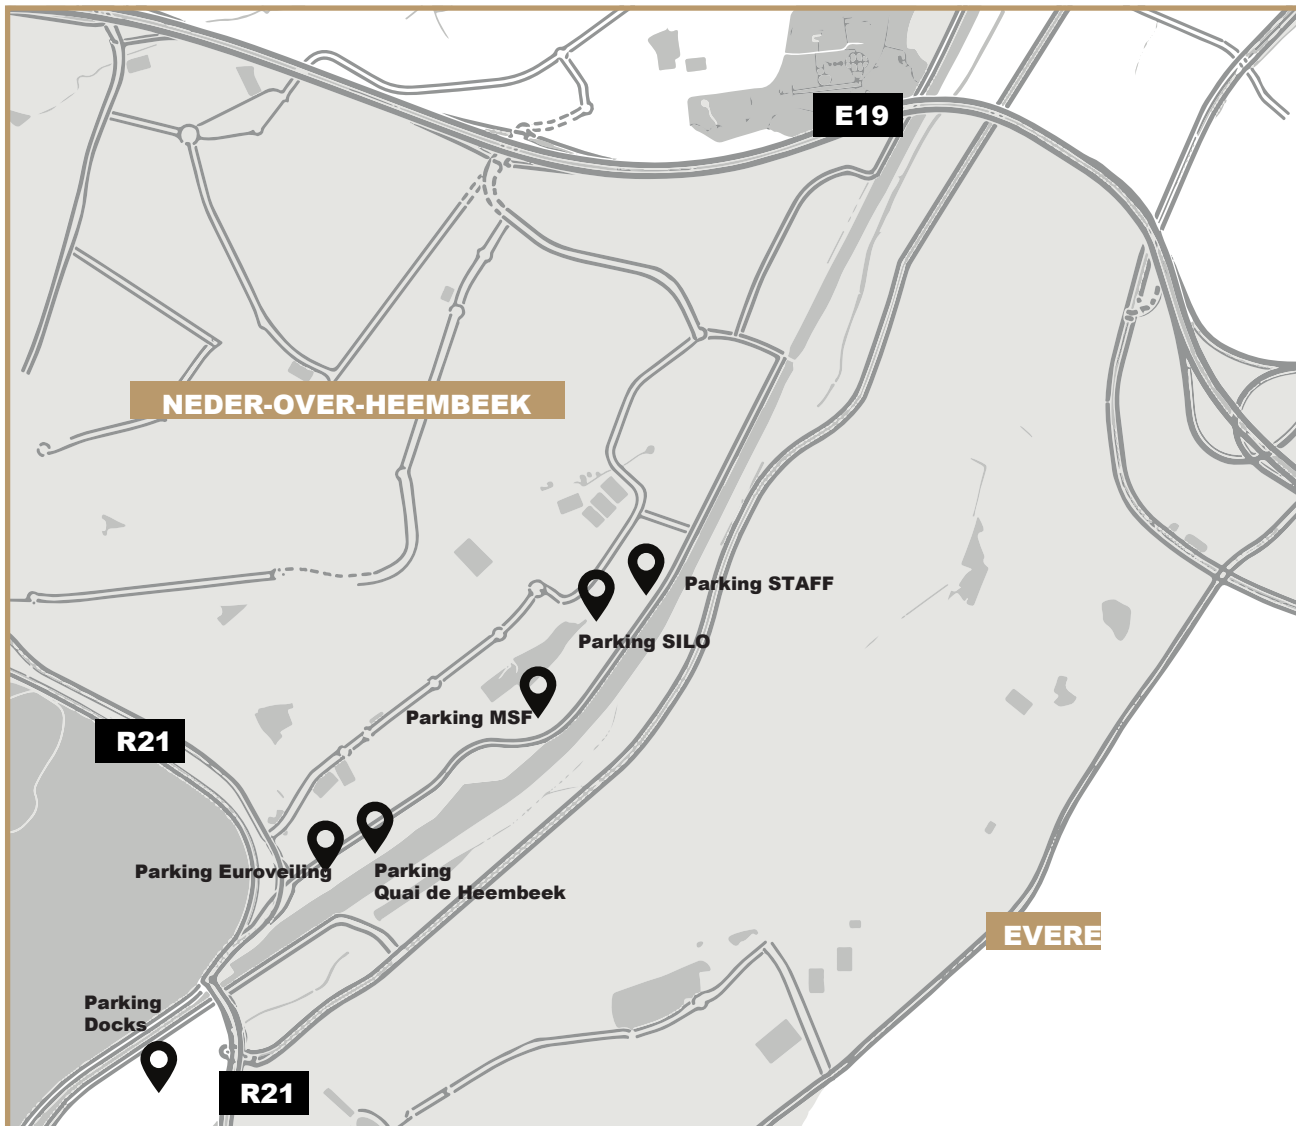 E19
NEDER-OVER-HEEMBEEK
Parking STAFF
Parking SILO
Parking MSF
R21
Parking Euroveiling
Parking
Quai de Heembeek
EVERE
Parking
Docks
R21